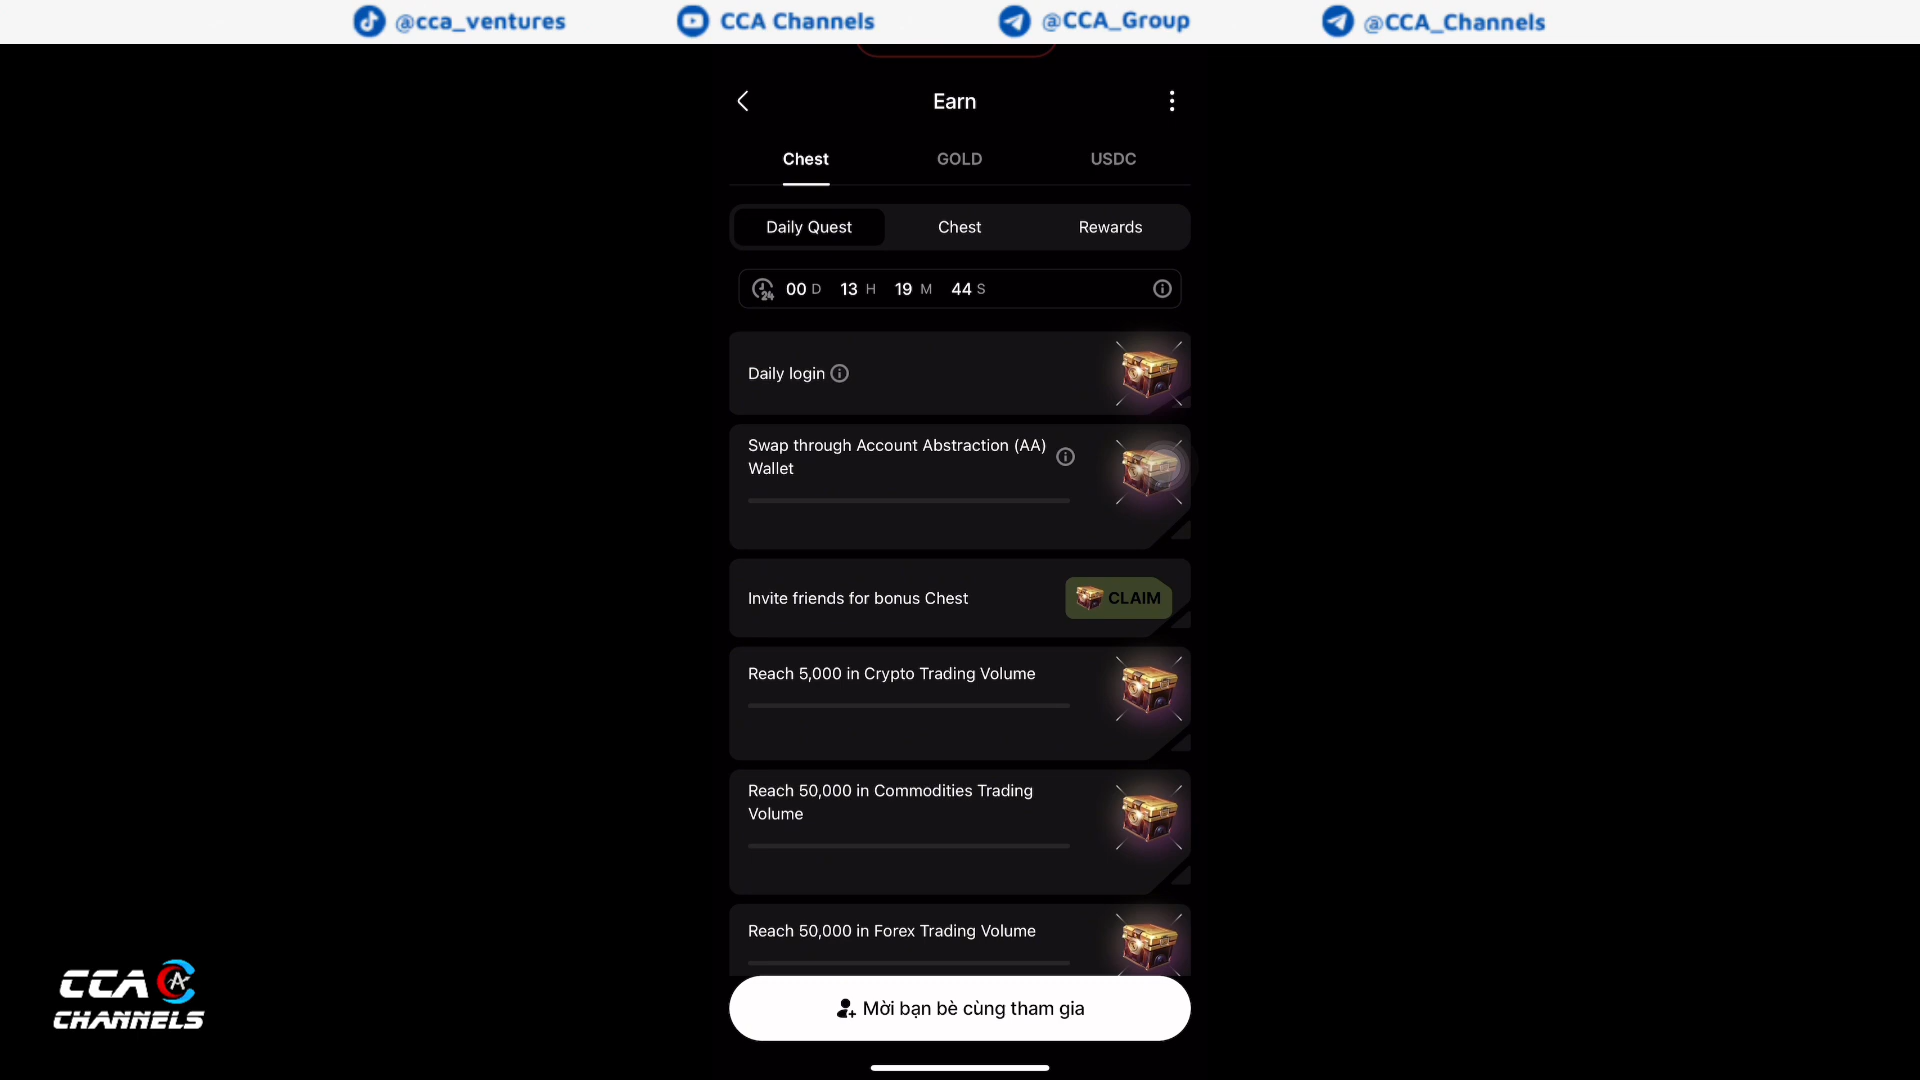 @cca_ventures
CCA Channels
@CCA_Group
@CCA_Channels
Earn
Chest
GOLD
USDC
Daily Quest
Chest
Rewards
24
00 D 13 H 19 M 44 S
Daily login
Swap through Account Abstraction (AA)
Wallet
Invite friends for bonus Chest
CLAIM
Reach 5,000 in Crypto Trading Volume
Reach 50,000 in Commodities Trading
Volume
Reach 50,000 in Forex Trading Volume
Mời bạn bè cùng tham gia
CCA
CHANNELS